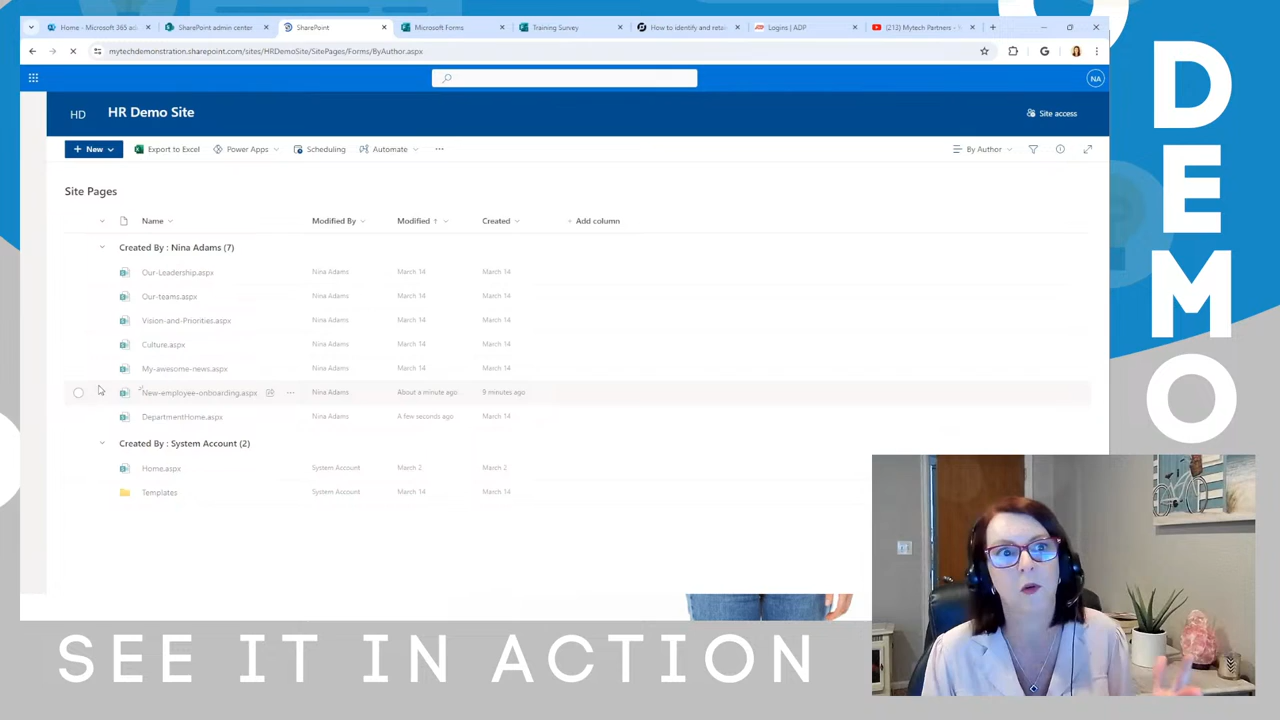 Home - Microsoft 365 ad
SharePoint admin center
SharePoint
Microsoft Forms
Training Survey
How to identify and retai
Logins | ADP
(213) Mytech Partners -
mytechdemonstration.sharepoint.com/sites/HRDemoSite/SitePages/Forms/ByAuthor.aspx
NA
HD
HR Demo Site
Site access
+ New
Export to Excel
Power Apps
Scheduling
Automate
...
By Author
Site Pages
Name
Modified By
Modified ↑
Created
+ Add column
Created By : Nina Adams (7)
Our-Leadership.aspx
Nina Adams
March 14
March 14
Our-teams.aspx
Nina Adams
March 14
March 14
Vision-and-Priorities.aspx
Nina Adams
March 14
March 14
Culture.aspx
Nina Adams
March 14
March 14
My-awesome-news.aspx
Nina Adams
March 14
March 14
New-employee-onboarding.aspx
...
Nina Adams
About a minute ago
9 minutes ago
DepartmentHome.aspx
Nina Adams
A few seconds ago
March 14
Created By : System Account (2)
Home.aspx
System Account
March 2
March 2
Templates
System Account
March 14
March 14
DEMO
SEE IT IN ACTION